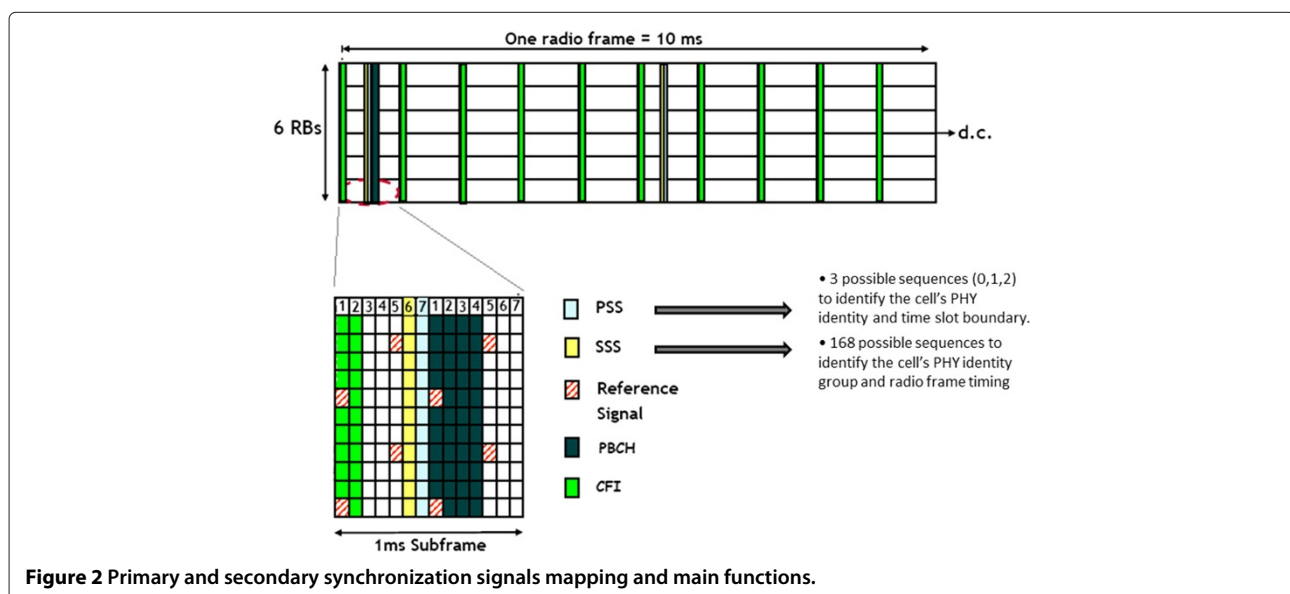 One radio frame = 10 ms
6 RBs
d.c.
1 2 3 4 5 6 7 1 2 3 4 5 6 7
PSS
SSS
Reference
Signal
PBCH
CFI
• 3 possible sequences (0,1,2)
to identify the cell's PHY
identity and time slot boundary.
• 168 possible sequences to
identify the cell's PHY identity
group and radio frame timing
1ms Subframe
Figure 2 Primary and secondary synchronization signals mapping and main functions.